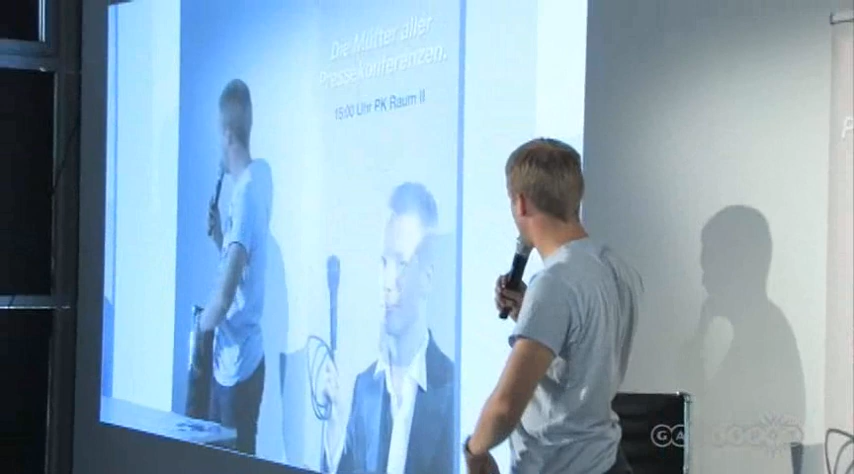 Die Mutter aller
Pressekonferenzen.
15:00 Uhr PK Raum II